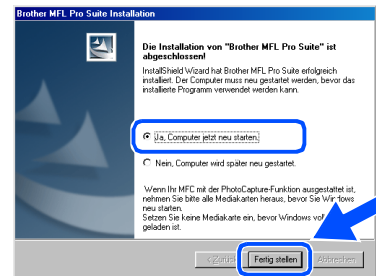 Brother MFL Pro Suite Installation
Die Installation von "Brother MFL Pro Suite" ist
abgeschlossen!
InstallShield Wizard hat Brother MFL Pro Suite erfolgreich
installiert. Der Computer muss neu gestartet werden, bevor das
installierte Programm verwendet werden kann.
Ja, Computer jetzt neu starten.
Nein, Computer wird später neu gestartet.
Wenn Ihr MFC mit der PhotoCapture-Funktion ausgestattet ist,
nehmen Sie bitte alle Mediakarten heraus, bevor Sie Windows
neu starten.
Setzen Sie keine Mediakarte ein, bevor Windows
geladen ist.
< Zurück Fertig stellen Abbrechen